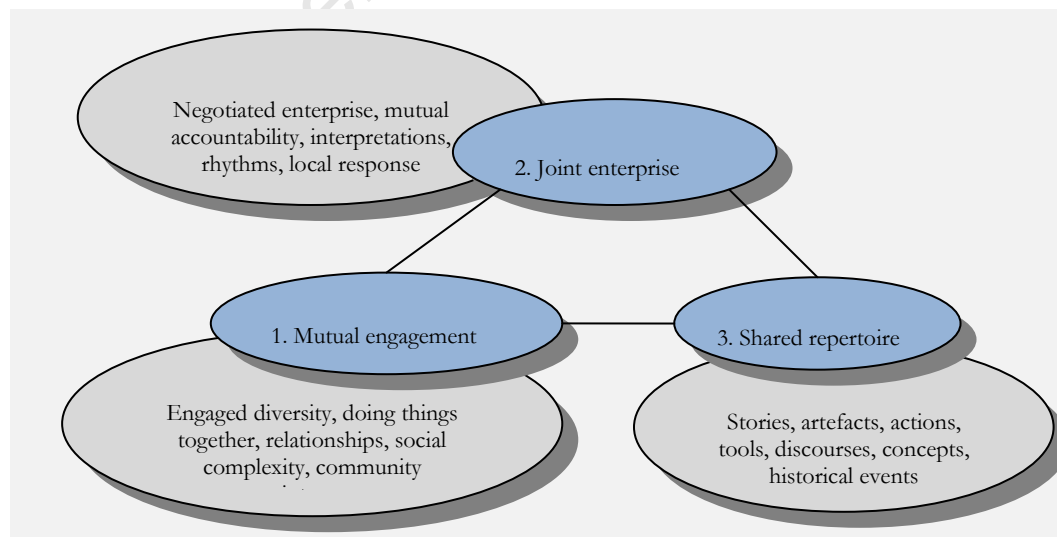 Negotiated enterprise, mutual
accountability, interpretations,
rhythms, local response
2. Joint enterprise
1. Mutual engagement
3. Shared repertoire
Engaged diversity, doing things
together, relationships, social
complexity, community
Stories, artefacts, actions,
tools, discourses, concepts,
historical events